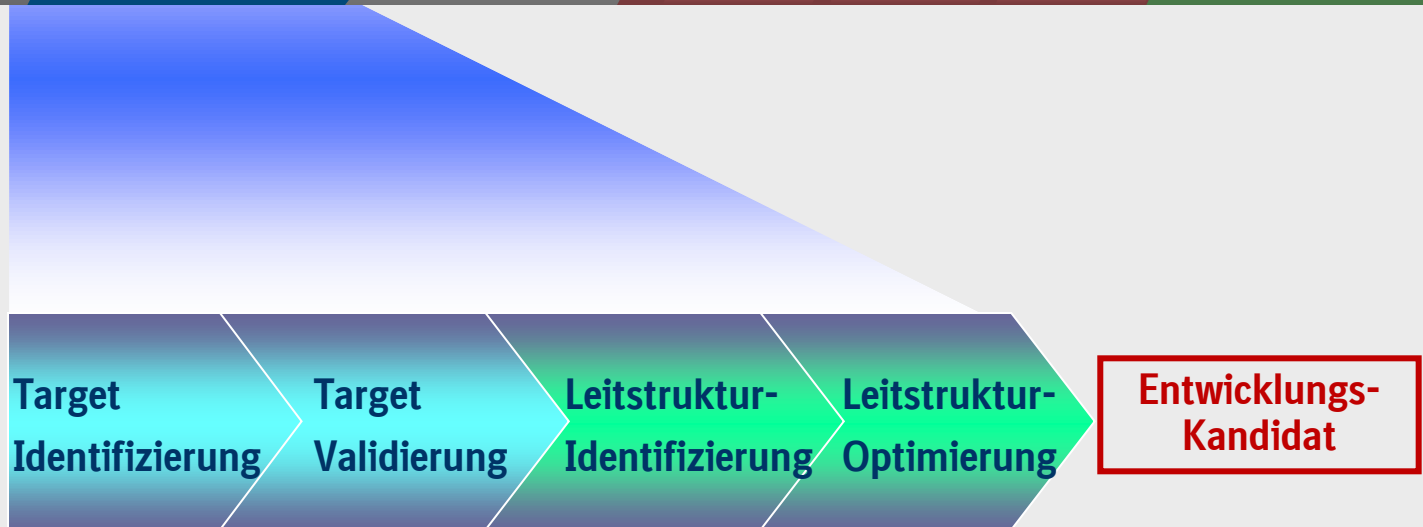 Target
Identifizierung
Target
Validierung
Leitstruktur-
Identifizierung
Leitstruktur-
Optimierung
Entwicklungs-
Kandidat